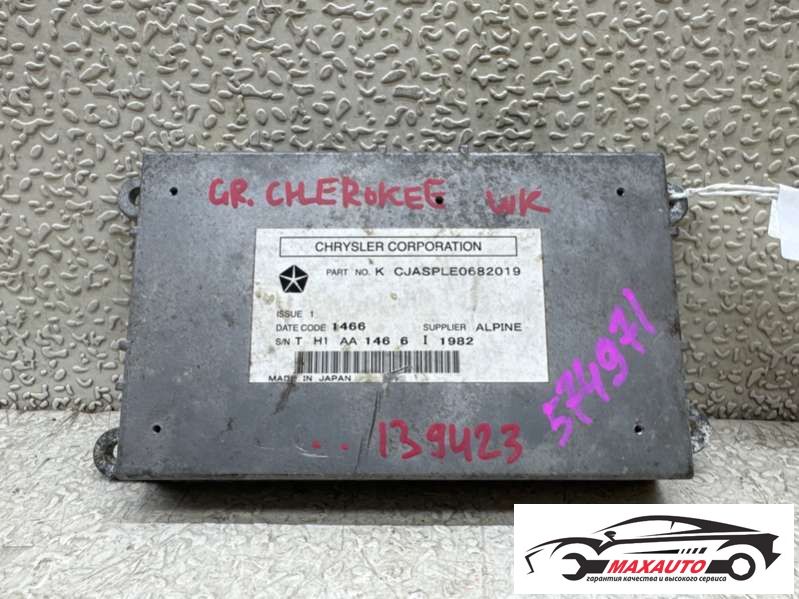 GR. CHEROKEE WK
CHRYSLER CORPORATION
PART NO. K CJASPLE0682019
ISSUE 1
DATE CODE 1466 SUPPLIER ALPINE
S/N T H1 AA 146 6 I 1982
MADE IN JAPAN
139423
574971
MAXAUTO
гарантия качества и высокого сервиса